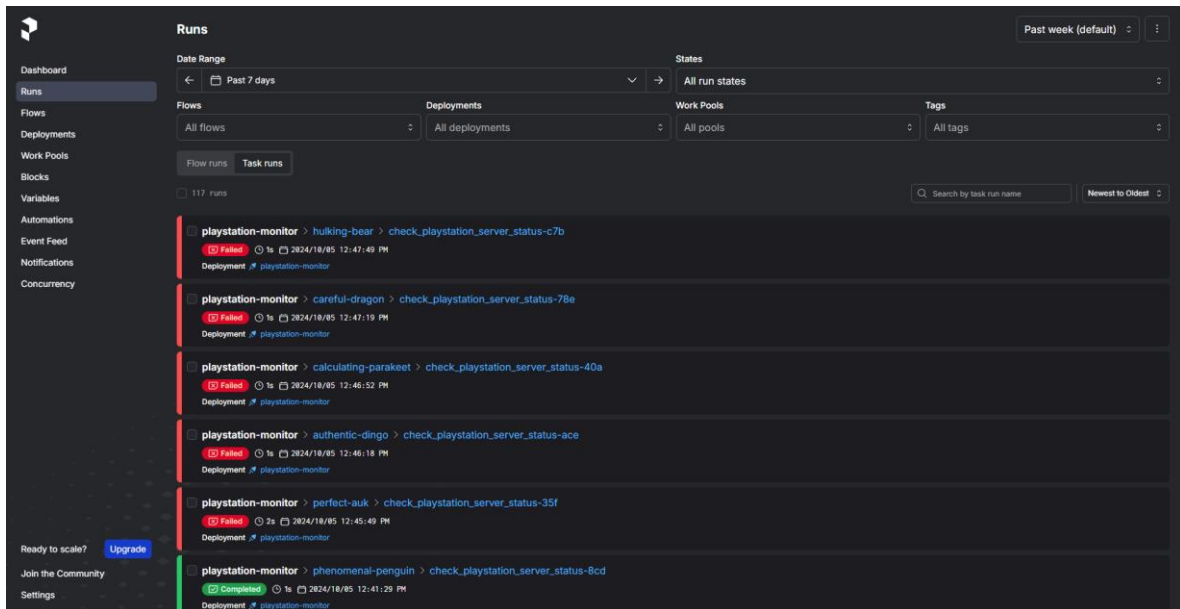 Runs
Past week (default)
Dashboard
Runs
Flows
Deployments
Work Pools
Blocks
Variables
Automations
Event Feed
Notifications
Concurrency
Ready to scale? Upgrade
Join the Community
Settings
Date Range
States
Past 7 days
All run states
Flows
Deployments
Work Pools
Tags
All flows
All deployments
All pools
All tags
Flow runs
Task runs
117 runs
Search by task run name
Newest to Oldest
playstation-monitor > hulking-bear > check_playstation_server_status-c7b
Failed 1s 2024/10/05 12:47:49 PM
Deployment playstation-monitor
playstation-monitor > careful-dragon > check_playstation_server_status-78e
Failed 1s 2024/10/05 12:47:19 PM
Deployment playstation-monitor
playstation-monitor > calculating-parakeet > check_playstation_server_status-40a
Failed 1s 2024/10/05 12:46:52 PM
Deployment playstation-monitor
playstation-monitor > authentic-dingo > check_playstation_server_status-ace
Failed 1s 2024/10/05 12:46:18 PM
Deployment playstation-monitor
playstation-monitor > perfect-auk > check_playstation_server_status-35f
Failed 2s 2024/10/05 12:45:49 PM
Deployment playstation-monitor
playstation-monitor > phenomenal-penguin > check_playstation_server_status-8cd
Completed 1s 2024/10/05 12:41:29 PM
Deployment playstation-monitor